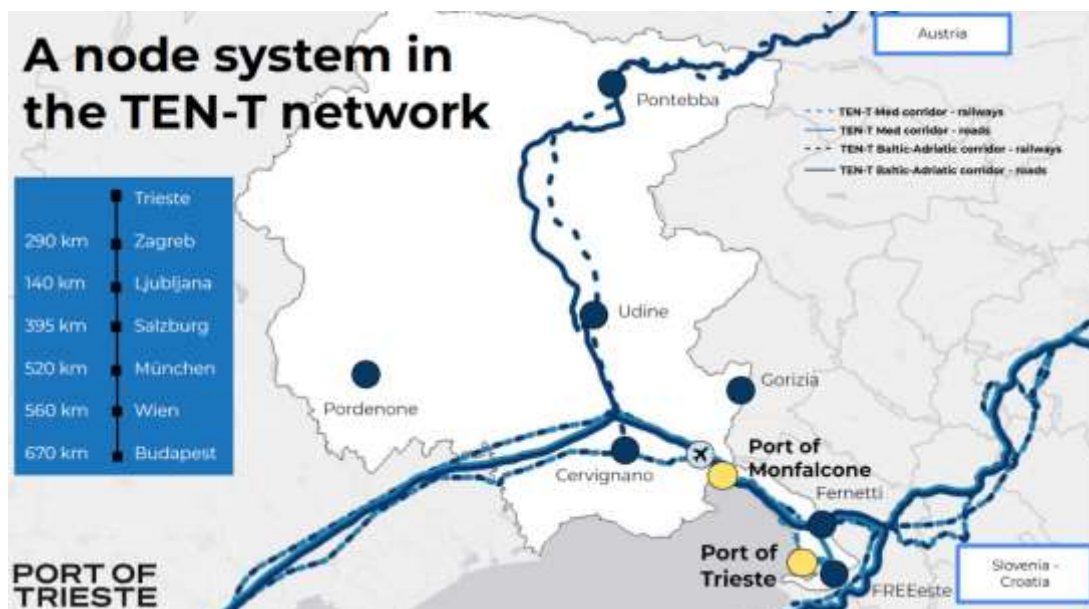 A node system in
the TEN-T network
Austria
Pontebba
TEN-T Med corridor - railways
TEN-T Med corridor - roads
TEN-T Baltic-Adriatic corridor - railways
TEN-T Baltic-Adriatic corridor - roads
Trieste
290 km Zagreb
140 km Ljubljana
395 km Salzburg
520 km München
560 km Wien
670 km Budapest
Udine
Pordenone
Gorizia
Cervignano
Port of
Monfalcone
Fernetti
Port of
Trieste
FREEeste
Slovenia -
Croatia
PORT OF
TRIESTE